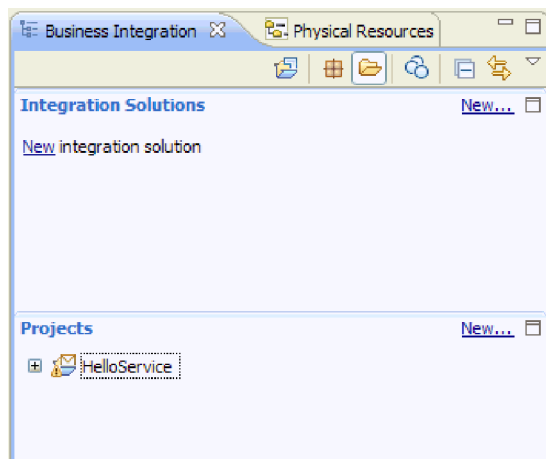 Business Integration Physical Resources
Integration Solutions New...
New integration solution
Projects New...
HelloService